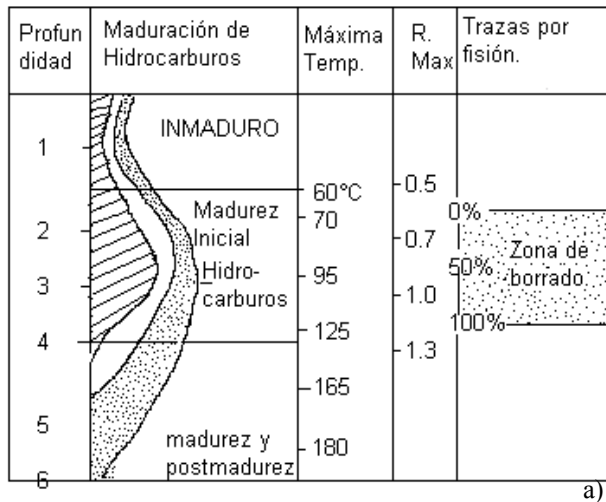 Profun
didad
Maduración de
Hidrocarburos
Máxima
Temp.
R.
Max
Trazas por
fisión.
1
2
3
4
5
6
INMADURO
Madurez
Inicial
Hidro-
carburos
madurez y
postmadurez
60°C
70
95
125
165
180
0.5
0.7
1.0
1.3
0%
50%
100%
Zona de
borrado
a)